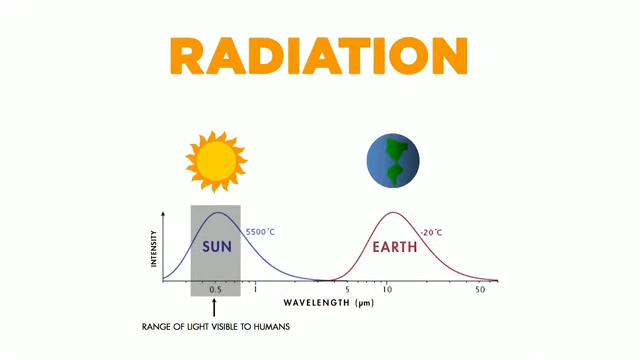 RADIATION
5500°C
-20°C
SUN
EARTH
INTENSITY
0.5 1 5 10 50
WAVELENGTH (μm)
RANGE OF LIGHT VISIBLE TO HUMANS